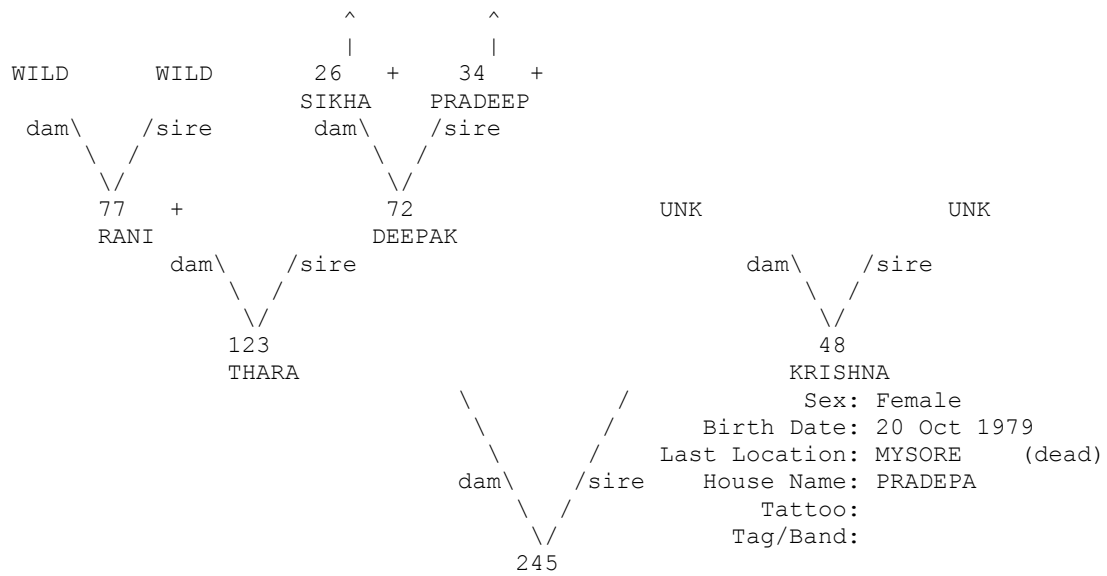 ^ ^
| |
WILD WILD 26 + 34 +
SIKHA PRADEEP
dam\ /sire dam\ /sire
\ / \ /
\/ \/
77 + 72 UNK UNK
RANI DEEPAK
dam\ /sire dam\ /sire
\ / \ /
\/ \/
123 48
THARA KRISHNA
\ / Sex: Female
\ / Birth Date: 20 Oct 1979
\ / Last Location: MYSORE (dead)
dam\ /sire House Name: PRADEPA
\ / Tattoo:
\/ Tag/Band:
245